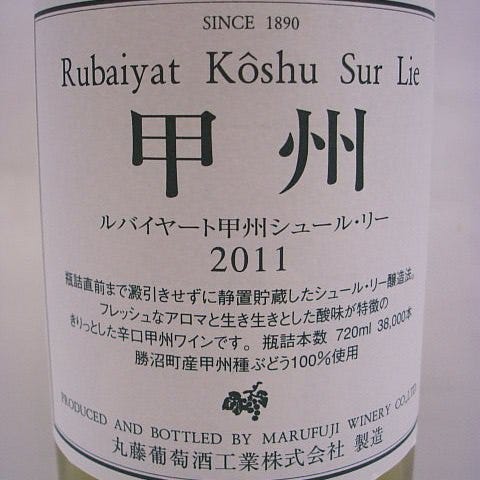 SINCE 1890
Rubaiyat Kôshu Sur Lie
甲州
ルバイヤート甲州シュール・リー
2011
瓶詰直前まで澱引きせずに静置貯蔵したシュール・リー醸造法。
フレッシュなアロマと生き生きとした酸味が特徴の
きりっとした辛口甲州ワインです。瓶詰本数 720ml 38,000本
勝沼町産甲州種ぶどう100%使用
PRODUCED AND BOTTLED BY MARUFUJI WINERY CO.,LTD.
丸藤葡萄酒工業株式会社 製造